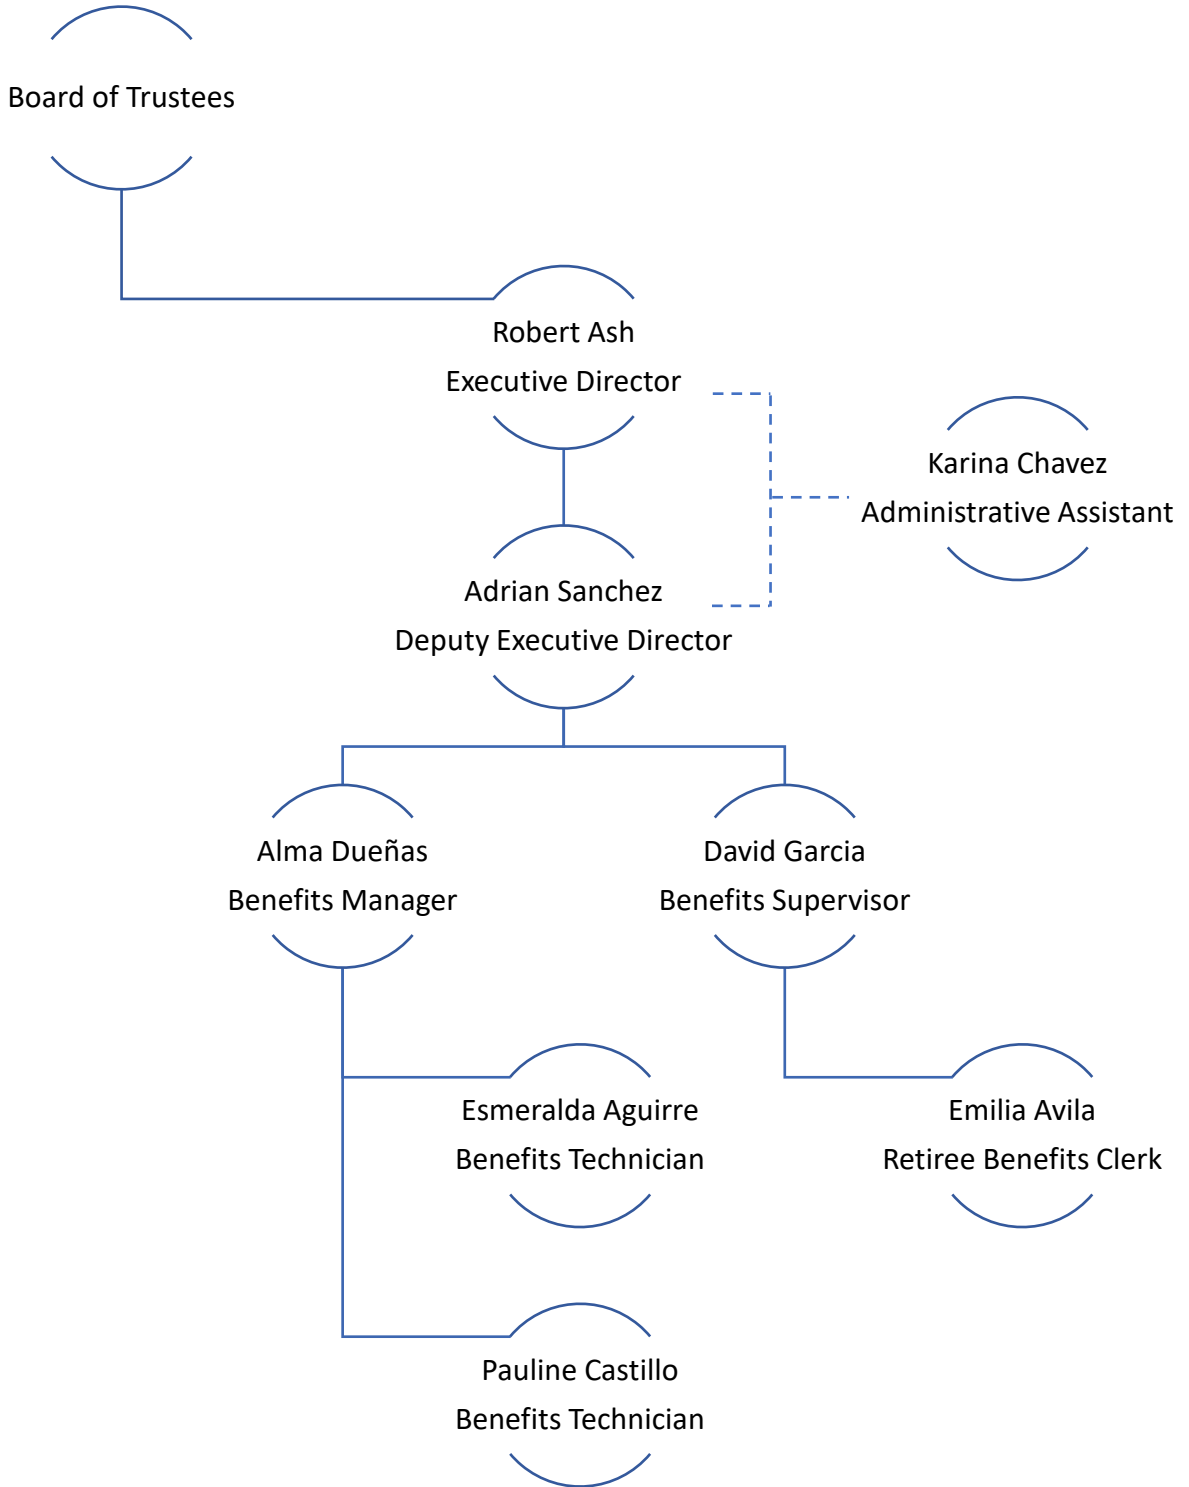 Board of Trustees
Robert Ash
Executive Director
Karina Chavez
Administrative Assistant
Adrian Sanchez
Deputy Executive Director
Alma Dueñas
Benefits Manager
David Garcia
Benefits Supervisor
Esmeralda Aguirre
Benefits Technician
Emilia Avila
Retiree Benefits Clerk
Pauline Castillo
Benefits Technician